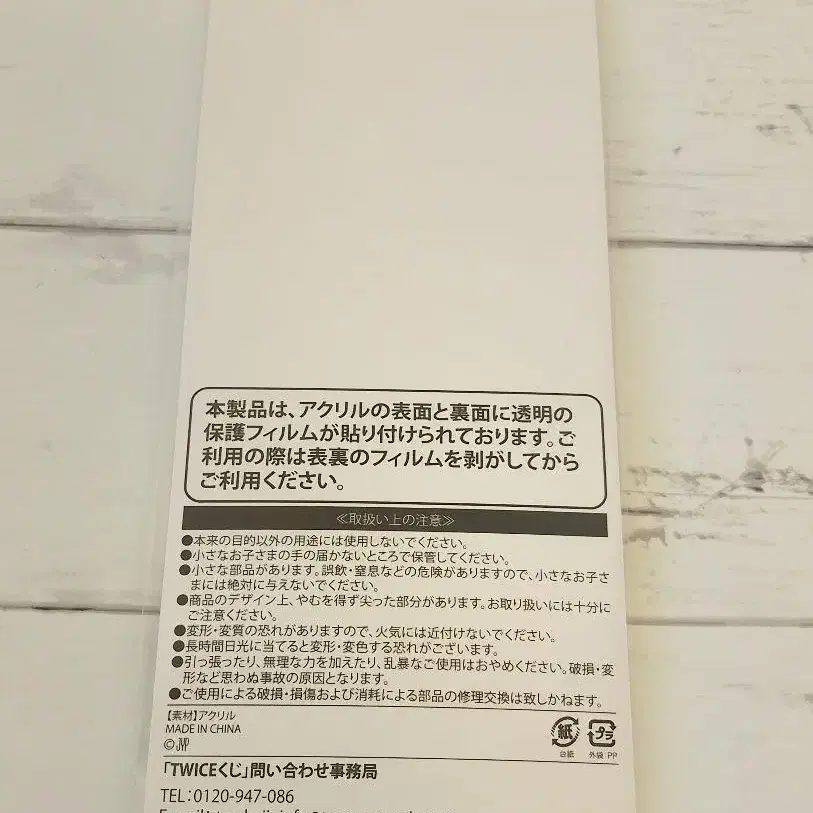 本製品は、アクリルの表面と裏面に透明の
保護フィルムが貼り付けられております。ご
利用の際は表裏のフィルムを剥がしてから
ご利用ください。
≪取扱い上の注意≫
●本来の目的以外の用途には使用しないでください。
●小さなお子さまの手の届かないところで保管してください。
●小さな部品があります。誤飲・窒息などの危険がありますので、小さなお子さ
まには絶対に与えないでください。
●商品のデザイン上、やむを得ず尖った部分があります。お取り扱いには十分に
ご注意ください。
●変形・変質の恐れがありますので、火気には近付けないでください。
●長時間日光に当てると変形・変色する恐れがございます。
●引っ張ったり、無理な力を加えたり、乱暴なご使用はおやめください。破損・変
形など思わぬ事故の原因となります。
●ご使用による破損・損傷および消耗による部品の修理交換は致しかねます。
【素材】アクリル
MADE IN CHINA
©JYP
紙 プラ
台紙 外袋:PP
「TWICEくじ」問い合わせ事務局
TEL:0120-947-086